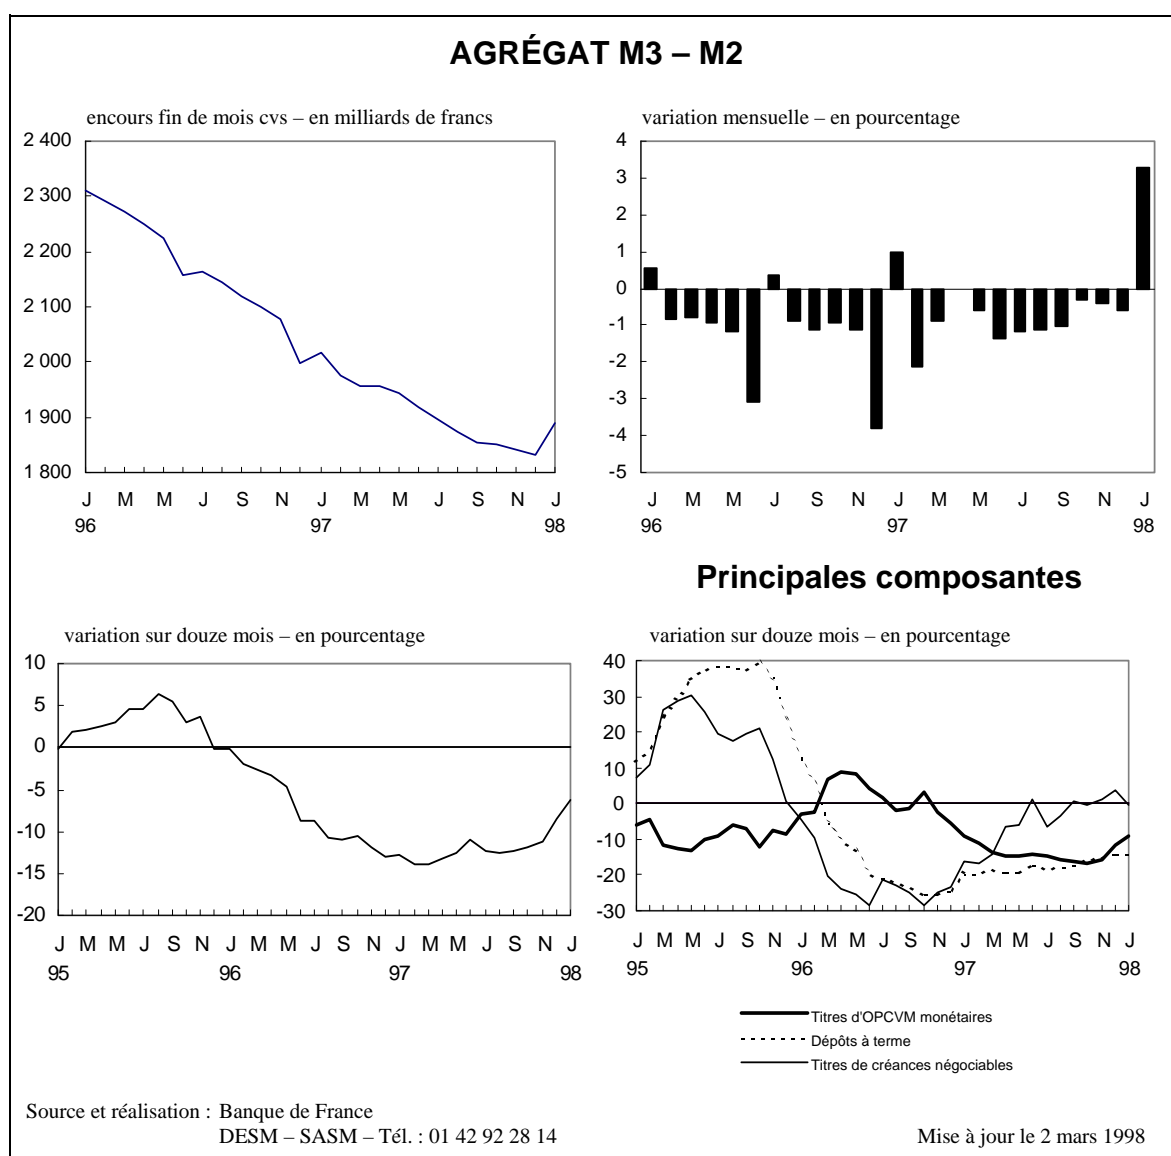 AGRÉGAT M3 – M2
encours fin de mois cvs – en milliards de francs
2 400
2 300
2 200
2 100
2 000
1 900
1 800
J M M J S N J M M J S N J
96 97 98
variation mensuelle – en pourcentage
4
3
2
1
0
-1
-2
-3
-4
-5
J M M J S N J M M J S N J
96 97 98
variation sur douze mois – en pourcentage
10
5
0
-5
-10
-15
-20
J M M J S N J M M J S N J M M J S N J
95 96 97 98
Principales composantes
variation sur douze mois – en pourcentage
40
30
20
10
0
-10
-20
-30
J M M J S N J M M J S N J M M J S N J
95 96 97 98
Titres d'OPCVM monétaires
Dépôts à terme
Titres de créances négociables
Source et réalisation : Banque de France
DESM – SASM – Tél. : 01 42 92 28 14
Mise à jour le 2 mars 1998